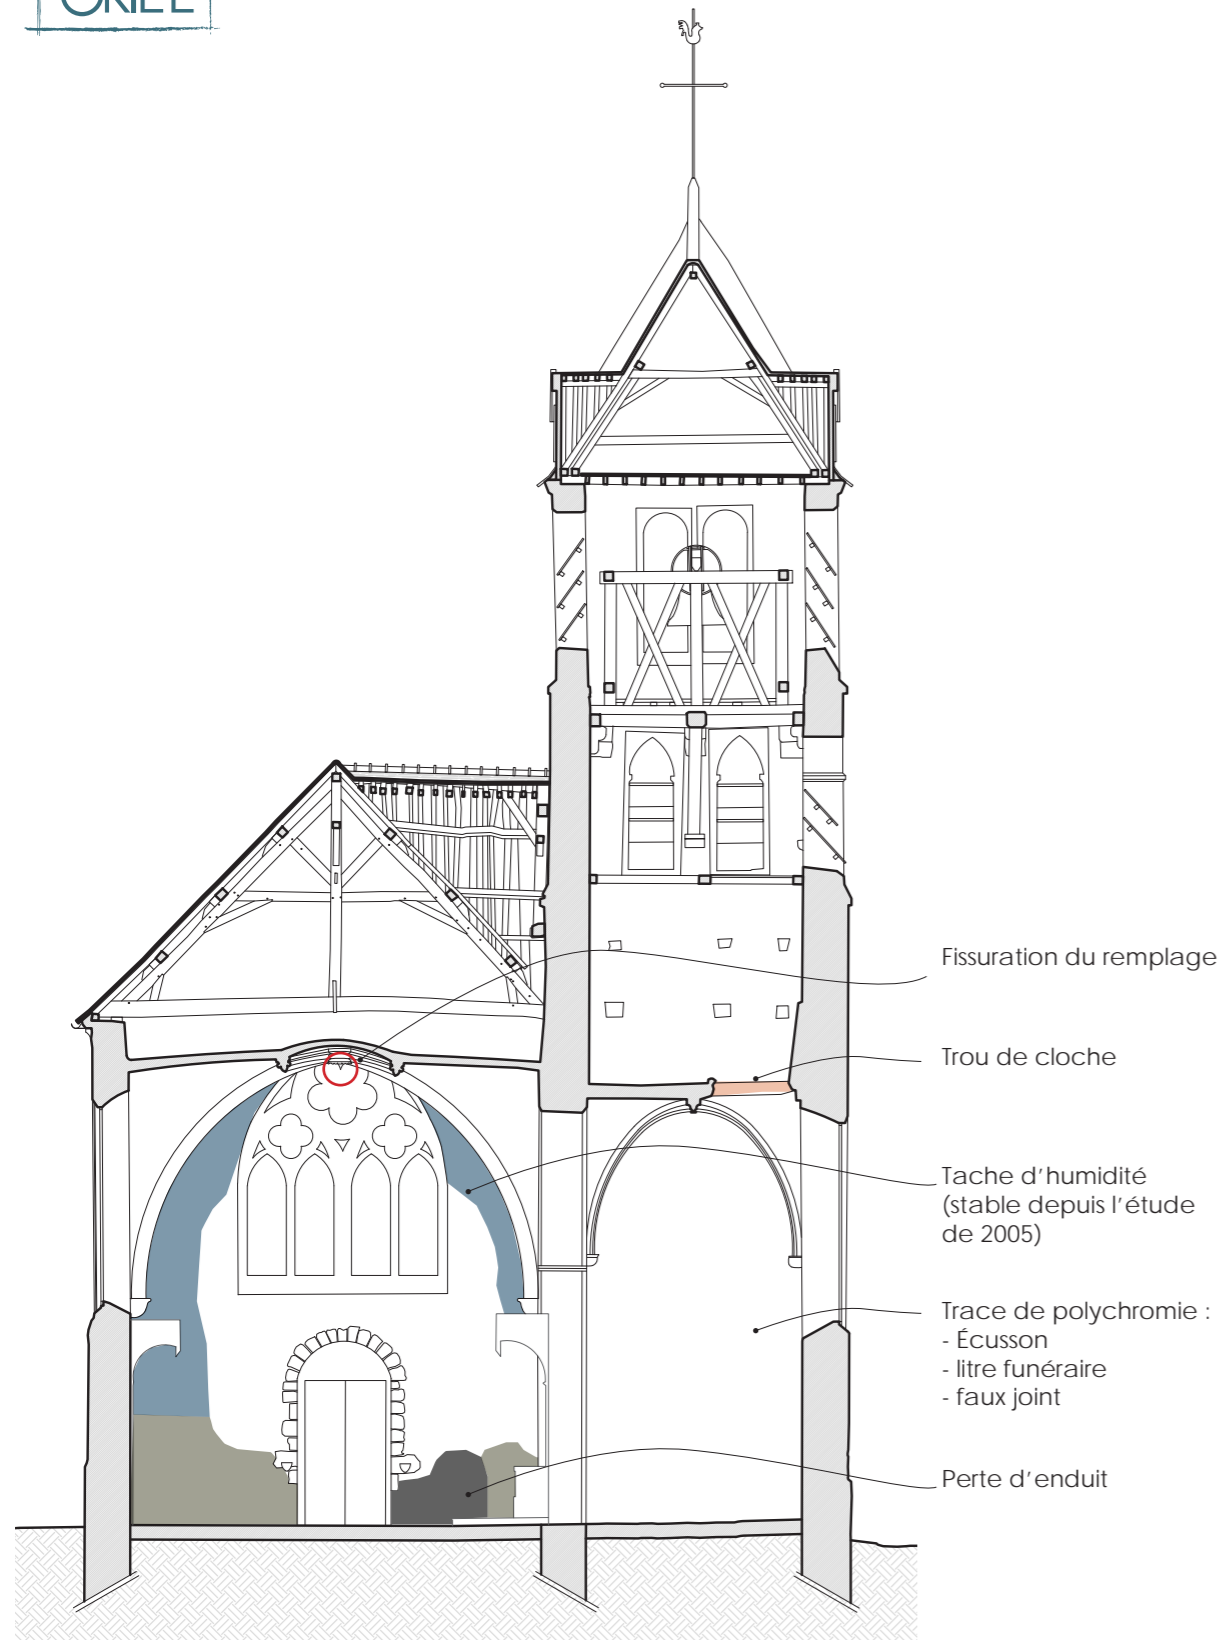 Fissuration du remplage
Trou de cloche
Tache d'humidité
(stable depuis l'étude
de 2005)
Trace de polychromie :
- Écusson
- litre funéraire
- faux joint
Perte d'enduit